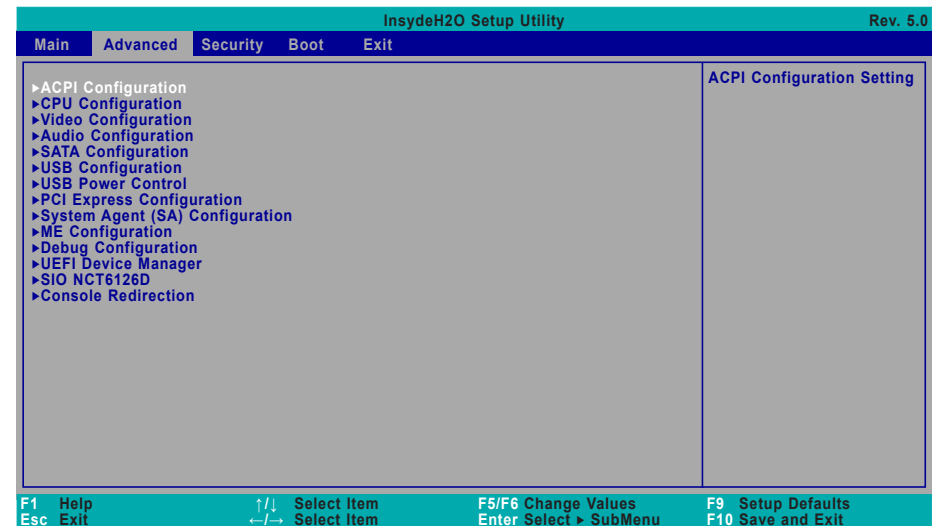 InsydeH2O Setup Utility Rev. 5.0
Main Advanced Security Boot Exit
►ACPI Configuration
►CPU Configuration
►Video Configuration
►Audio Configuration
►SATA Configuration
►USB Configuration
►USB Power Control
►PCI Express Configuration
►System Agent (SA) Configuration
►ME Configuration
►Debug Configuration
►UEFI Device Manager
►SIO NCT6126D
►Console Redirection
ACPI Configuration Setting
F1 Help ↑/↓ Select Item F5/F6 Change Values F9 Setup Defaults
Esc Exit ←/→ Select Item Enter Select ► SubMenu F10 Save and Exit